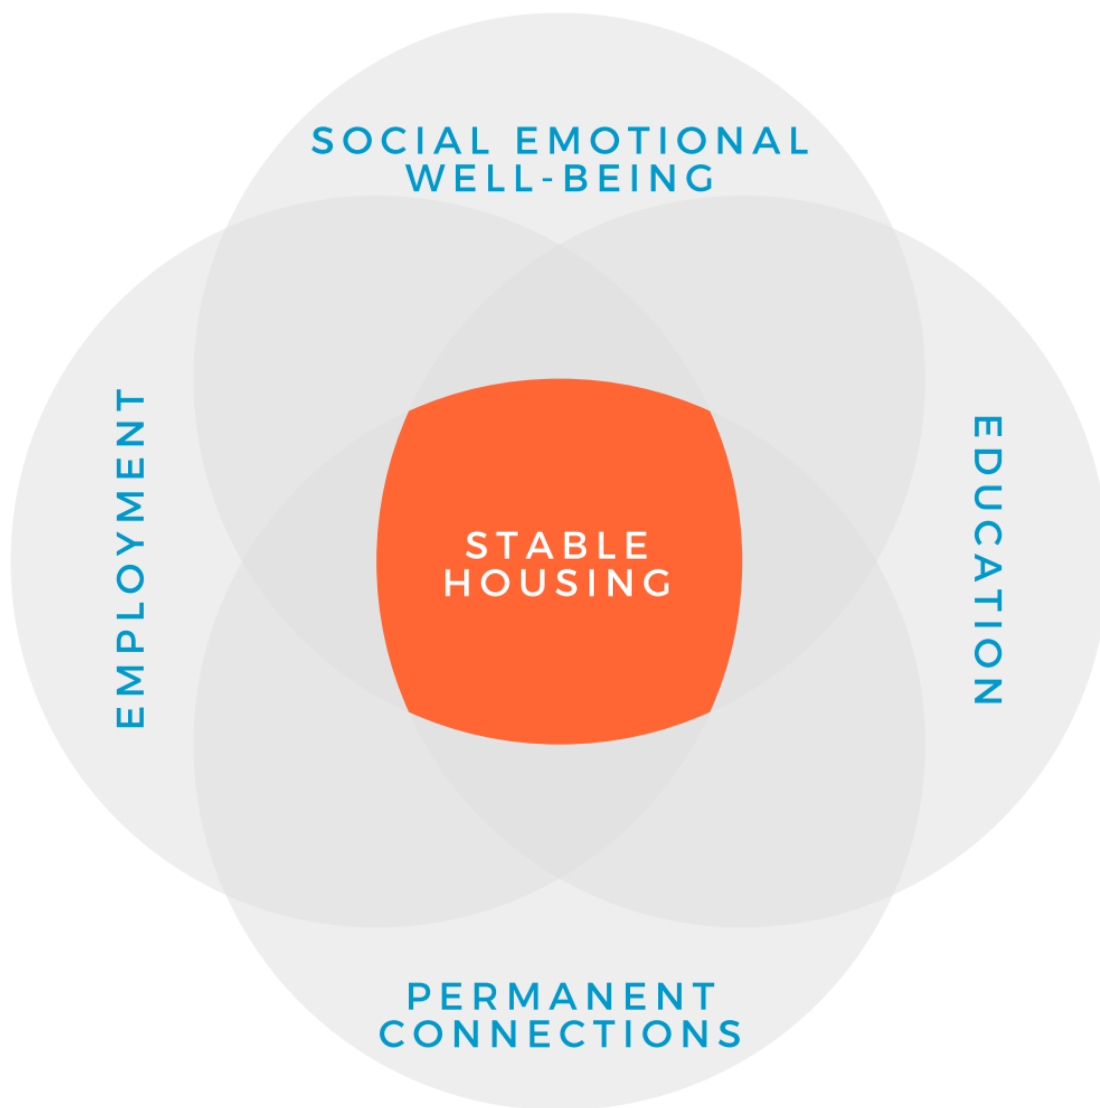 SOCIAL EMOTIONAL
WELL-BEING
EMPLOYMENT
STABLE
HOUSING
EDUCATION
PERMANENT
CONNECTIONS